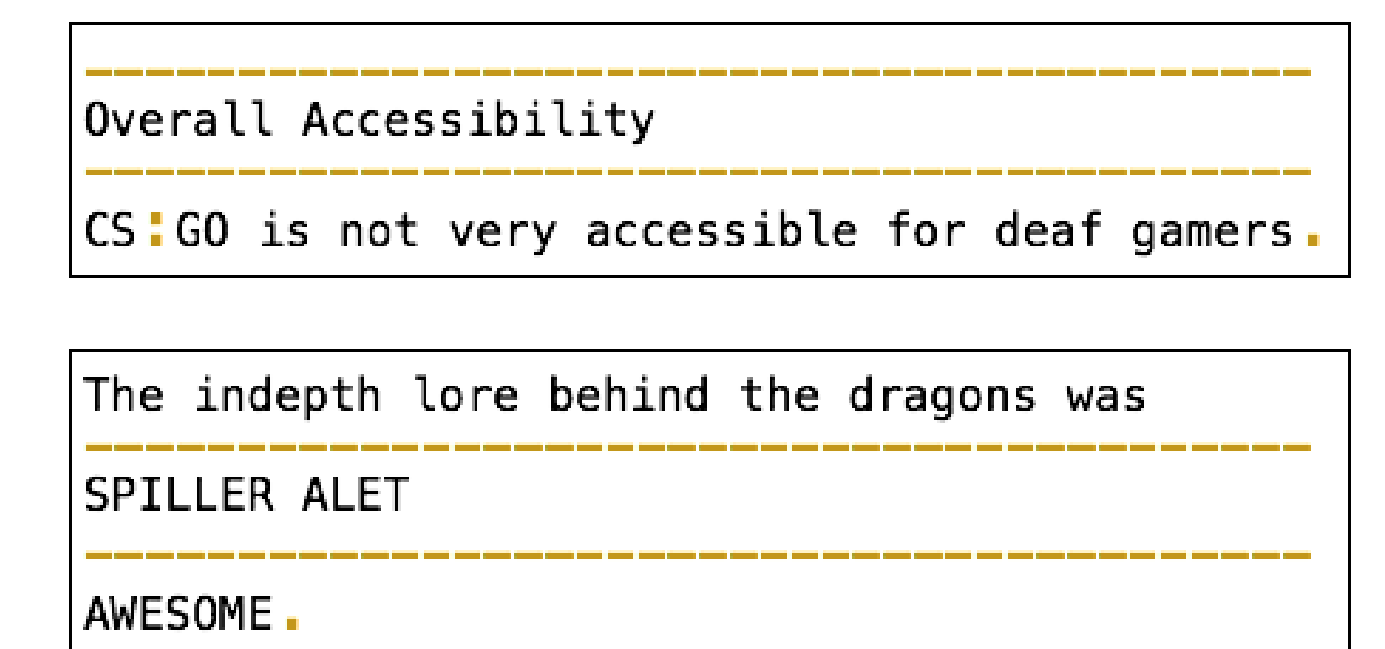 ----------------------------------------
Overall Accessibility
----------------------------------------
CS:GO is not very accessible for deaf gamers.
The indepth lore behind the dragons was
----------------------------------------
SPILLER ALET
----------------------------------------
AWESOME.